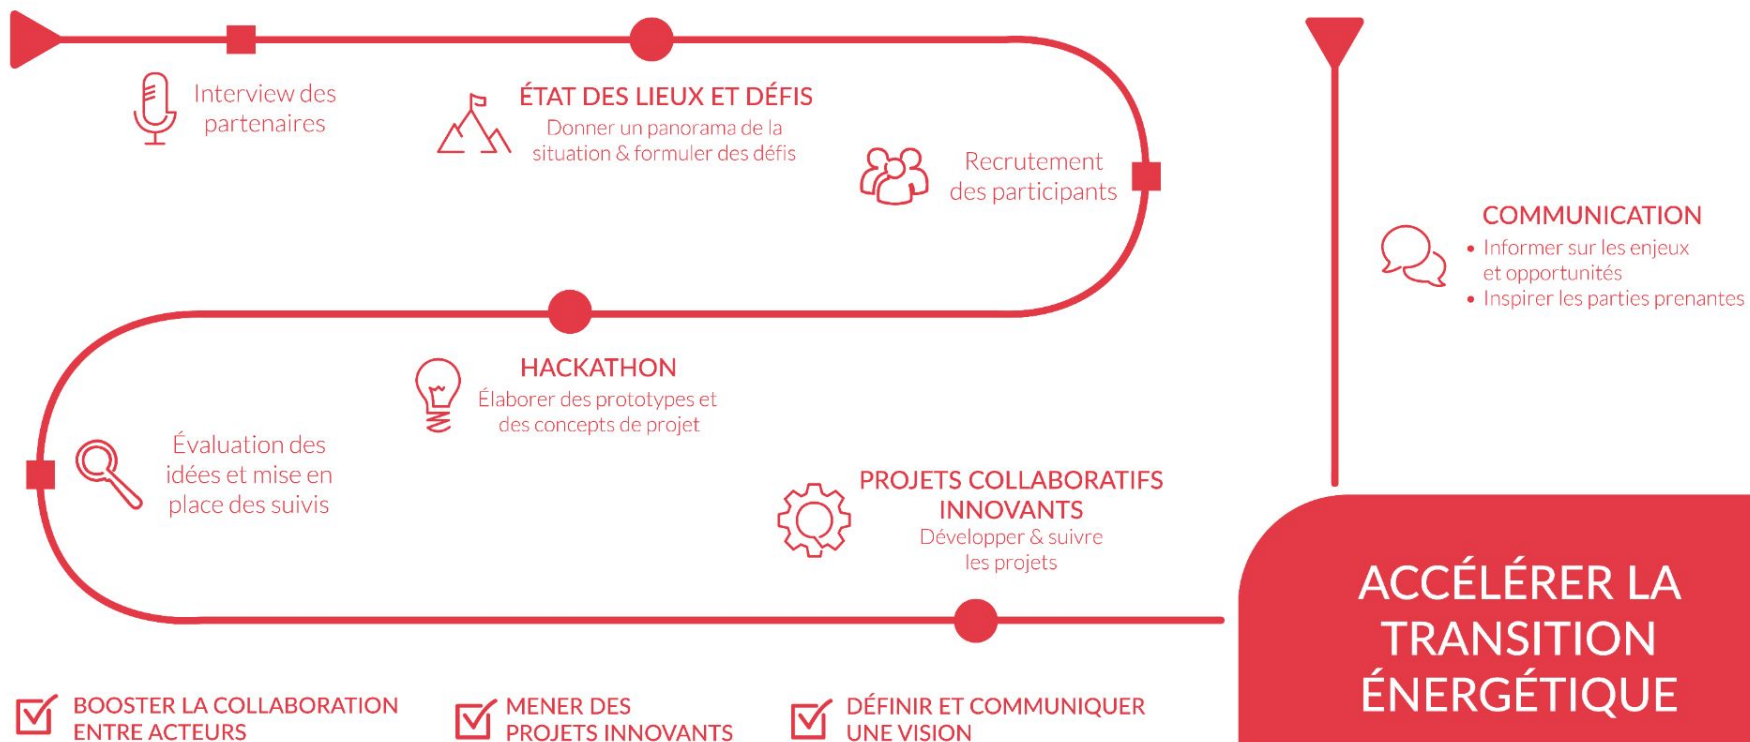 Interview des
partenaires
ÉTAT DES LIEUX ET DÉFIS
Donner un panorama de la
situation & formuler des défis
Recrutement
des participants
COMMUNICATION
• Informer sur les enjeux
et opportunités
• Inspirer les parties prenantes
HACKATHON
Élaborer des prototypes et
des concepts de projet
Évaluation des
idées et mise en
place des suivis
PROJETS COLLABORATIFS
INNOVANTS
Développer & suivre
les projets
ACCÉLÉRER LA
TRANSITION
ÉNERGÉTIQUE
BOOSTER LA COLLABORATION
ENTRE ACTEURS
MENER DES
PROJETS INNOVANTS
DÉFINIR ET COMMUNIQUER
UNE VISION